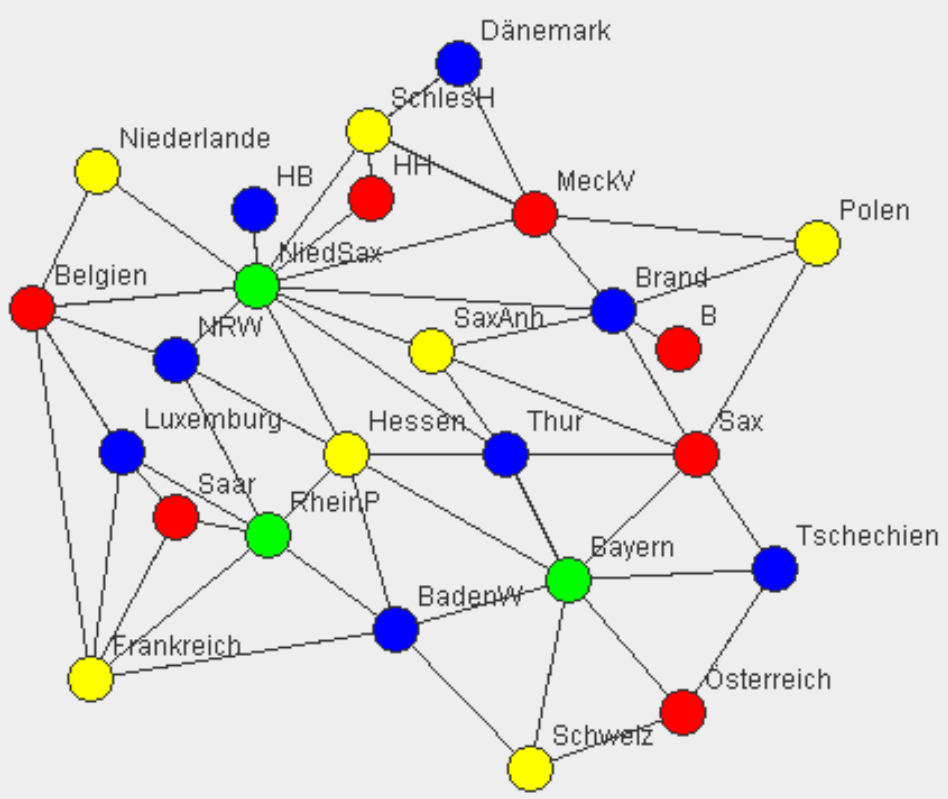 Dänemark
SchlesH
Niederlande
HH
HB
MeckV
Polen
NiedSax
Belgien
Brand
NRW
SaxAnh
B
Luxemburg
Hessen
Thur
Sax
Saar
RheinP
Tschechien
Bayern
BadenW
Frankreich
Österreich
Schweiz